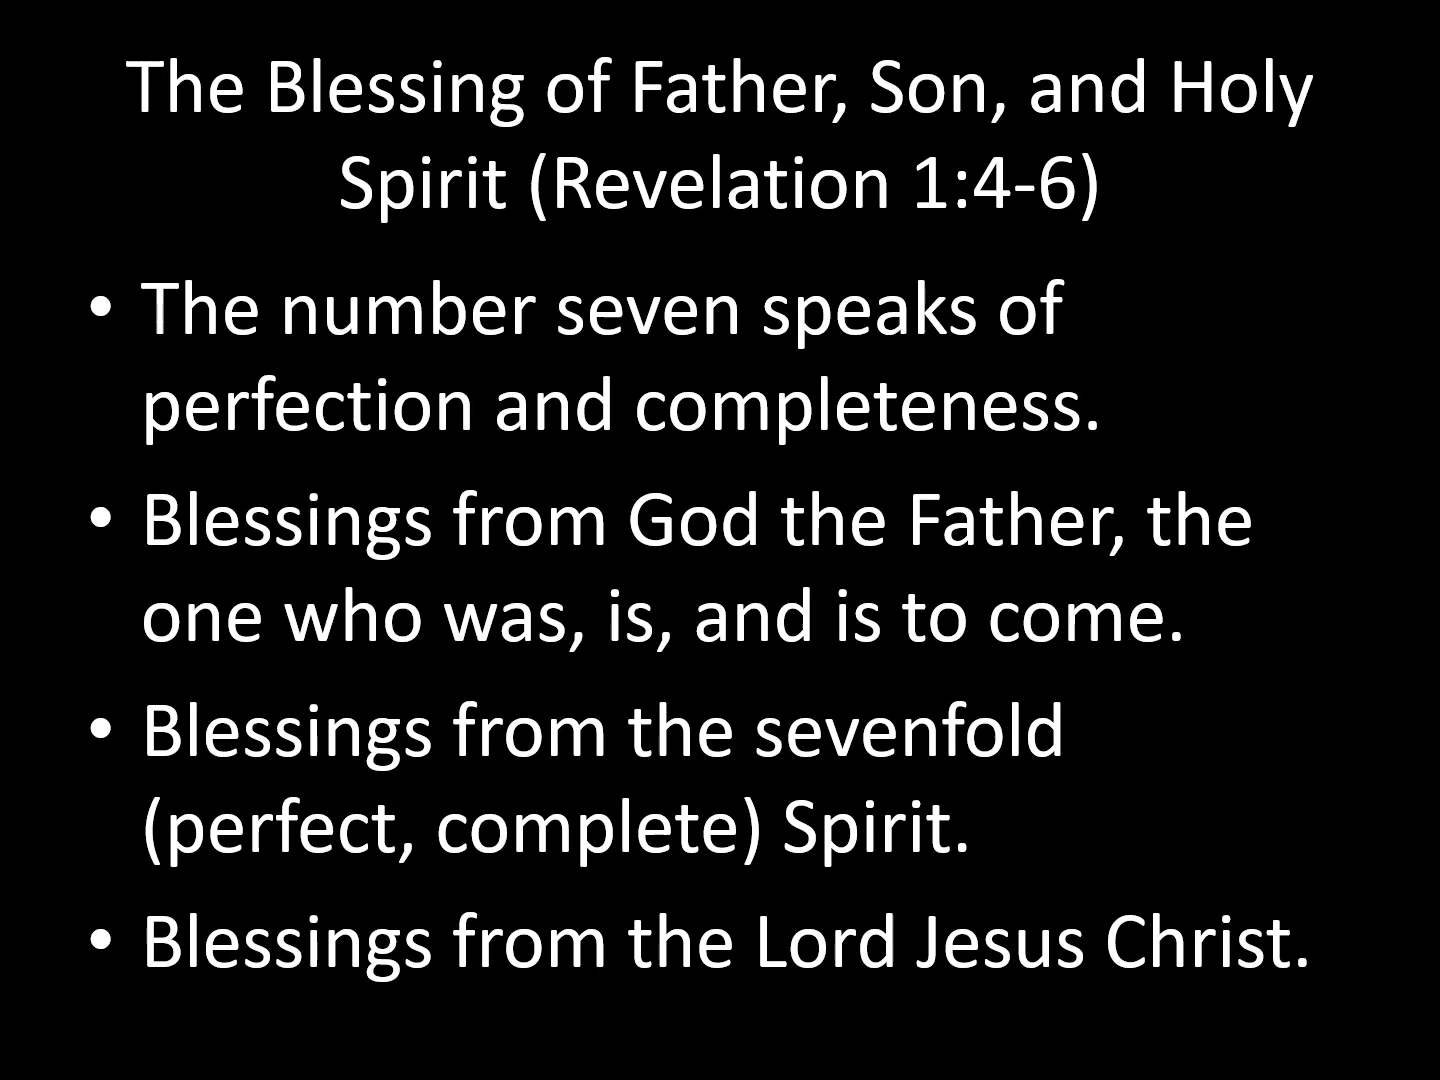 The Blessing of Father, Son, and Holy
Spirit (Revelation 1:4-6)
• The number seven speaks of
perfection and completeness.
• Blessings from God the Father, the
one who was, is, and is to come.
• Blessings from the sevenfold
(perfect, complete) Spirit.
• Blessings from the Lord Jesus Christ.